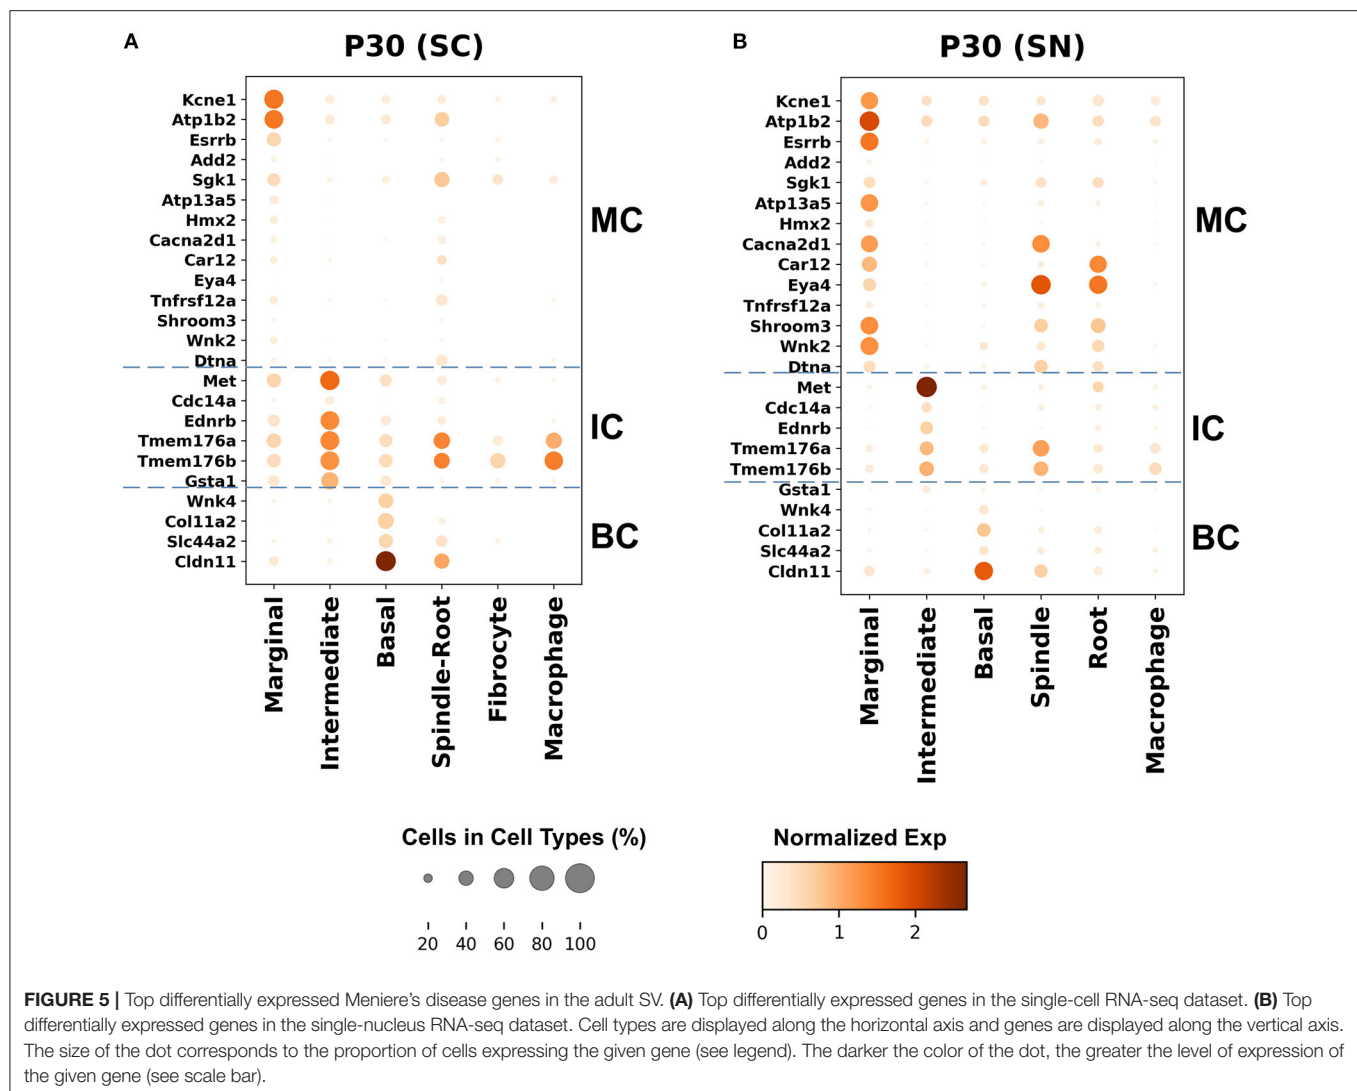 A
P30 (SC)
Kcne1
Atp1b2
Esrrb
Add2
Sgk1
Atp13a5
Hmx2
Cacna2d1
Car12
Eya4
Tnfrsf12a
Shroom3
Wnk2
Dtna
Met
Cdc14a
Ednrb
Tmem176a
Tmem176b
Gsta1
Wnk4
Col11a2
Slc44a2
Cldn11
MC
IC
BC
Marginal
Intermediate
Basal
Spindle-Root
Fibrocyte
Macrophage
B
P30 (SN)
Kcne1
Atp1b2
Esrrb
Add2
Sgk1
Atp13a5
Hmx2
Cacna2d1
Car12
Eya4
Tnfrsf12a
Shroom3
Wnk2
Dtna
Met
Cdc14a
Ednrb
Tmem176a
Tmem176b
Gsta1
Wnk4
Col11a2
Slc44a2
Cldn11
MC
IC
BC
Marginal
Intermediate
Basal
Spindle
Root
Macrophage
Cells in Cell Types (%)
20 40 60 80 100
Normalized Exp
0 1 2
FIGURE 5 | Top differentially expressed Meniere's disease genes in the adult SV. (A) Top differentially expressed genes in the single-cell RNA-seq dataset. (B) Top
differentially expressed genes in the single-nucleus RNA-seq dataset. Cell types are displayed along the horizontal axis and genes are displayed along the vertical axis.
The size of the dot corresponds to the proportion of cells expressing the given gene (see legend). The darker the color of the dot, the greater the level of expression of
the given gene (see scale bar).